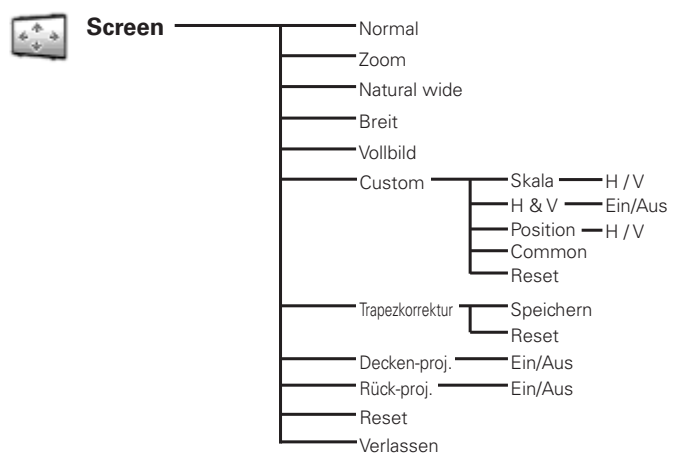 Screen Normal
Zoom
Natural wide
Breit
Vollbild
Custom Skala H / V
H & V Ein/Aus
Position H / V
Common
Reset
Trapezkorrektur Speichern
Reset
Decken-proj. Ein/Aus
Rück-proj. Ein/Aus
Reset
Verlassen